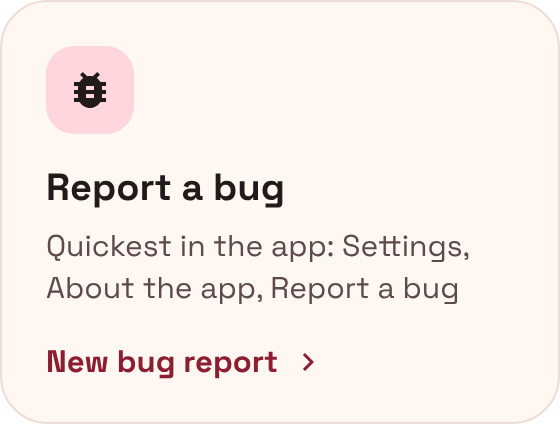 Report a bug
Quickest in the app: Settings,
About the app, Report a bug
New bug report